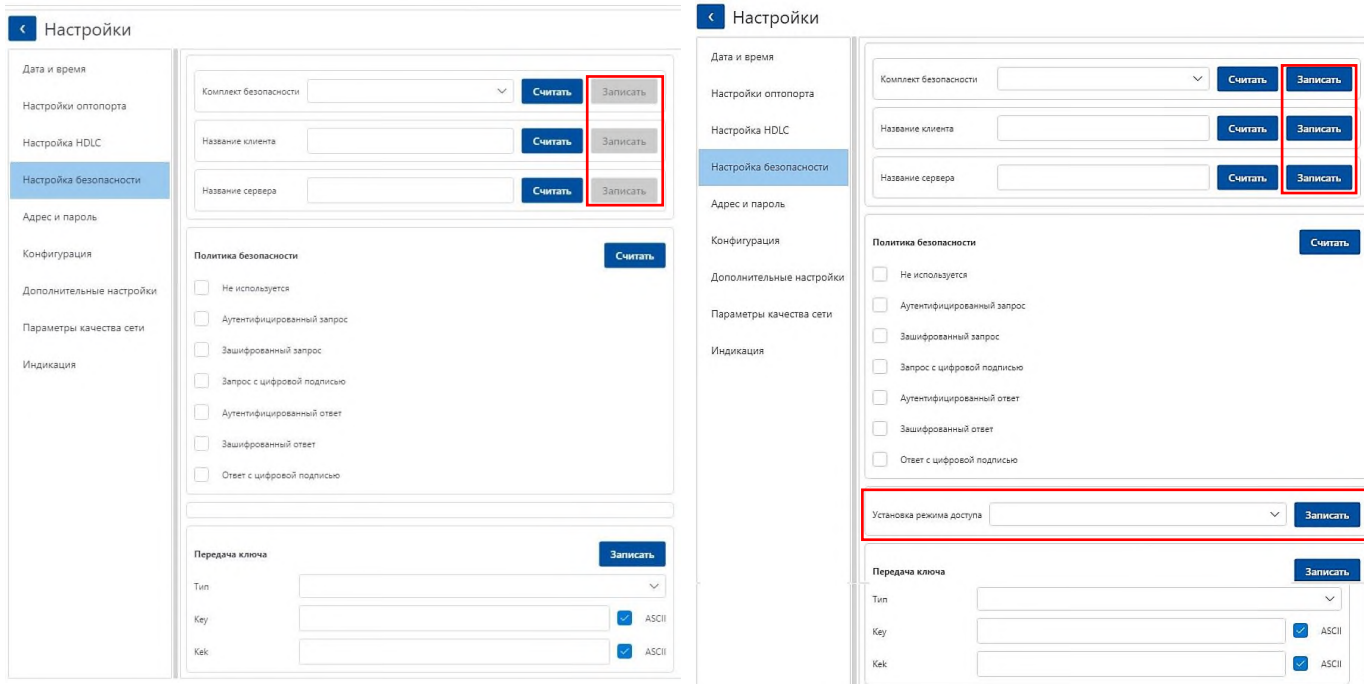 Настройки
Дата и время
Настройки оптопорта
Настройка HDLC
Настройка безопасности
Адрес и пароль
Конфигурация
Дополнительные настройки
Параметры качества сети
Индикация
Комплект безопасности Считать Записать
Название клиента Считать Записать
Название сервера Считать Записать
Политика безопасности Считать
Не используется
Аутентифицированный запрос
Зашифрованный запрос
Запрос с цифровой подписью
Аутентифицированный ответ
Зашифрованный ответ
Ответ с цифровой подписью
Передача ключа Записать
Тип
Key ASCII
Kek ASCII
Настройки
Дата и время
Настройки оптопорта
Настройка HDLC
Настройка безопасности
Адрес и пароль
Конфигурация
Дополнительные настройки
Параметры качества сети
Индикация
Комплект безопасности Считать Записать
Название клиента Считать Записать
Название сервера Считать Записать
Политика безопасности Считать
Не используется
Аутентифицированный запрос
Зашифрованный запрос
Запрос с цифровой подписью
Аутентифицированный ответ
Зашифрованный ответ
Ответ с цифровой подписью
Установка режима доступа Записать
Передача ключа Записать
Тип
Key ASCII
Kek ASCII